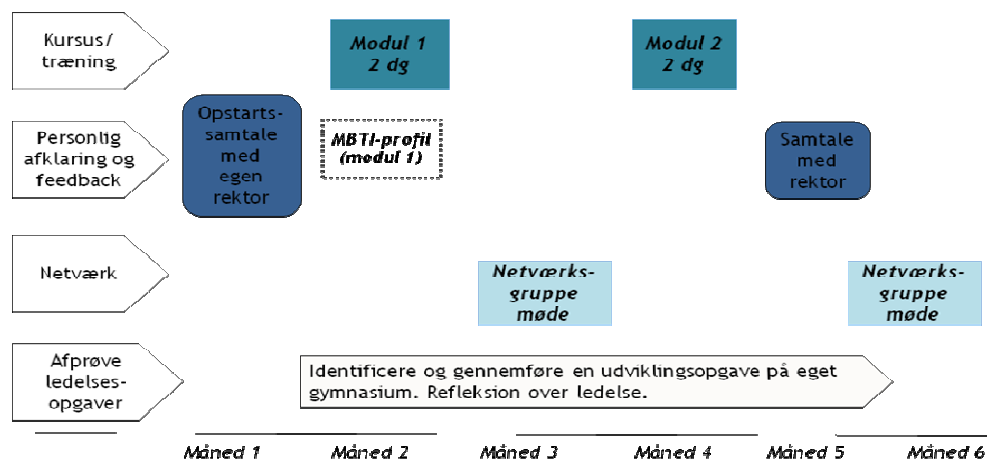 Kursus/
træning
Modul 1
2 dg
Modul 2
2 dg
Personlig
afklaring og
feedback
Opstarts-
samtale
med
egen
rektor
MBTI-profil
(modul 1)
Samtale
med
rektor
Netværk
Netværks-
gruppe
møde
Netværks-
gruppe
møde
Afprøve
ledelses-
opgaver
Identificere og gennemføre en udviklingsopgave på eget
gymnasium. Refleksion over ledelse.
Måned 1 Måned 2 Måned 3 Måned 4 Måned 5 Måned 6